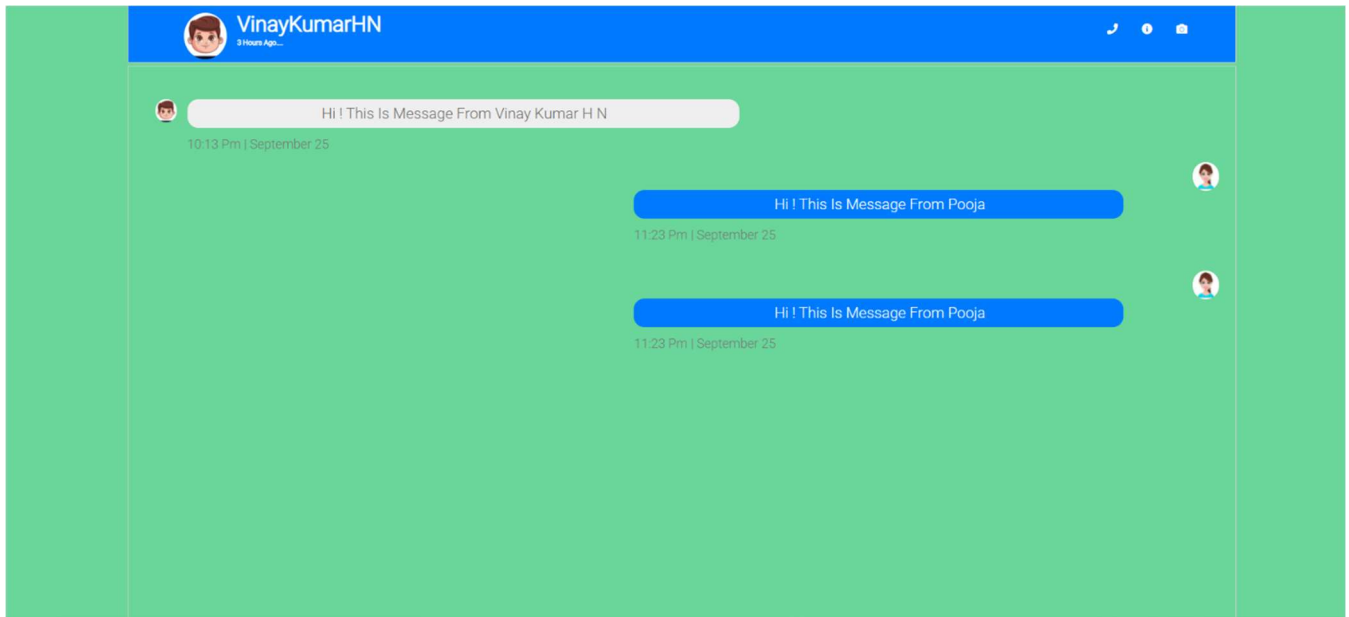 VinayKumarHN
3 Hours Ago....
Hi ! This Is Message From Vinay Kumar H N
10:13 Pm | September 25
Hi ! This Is Message From Pooja
11:23 Pm | September 25
Hi ! This Is Message From Pooja
11:23 Pm | September 25